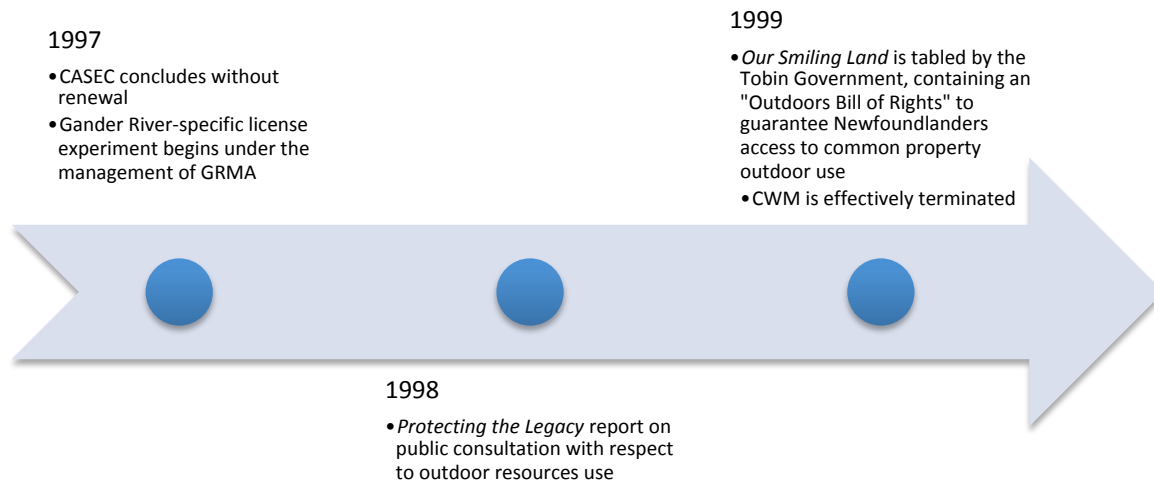 1997
•CASEC concludes without
renewal
•Gander River-specific license
experiment begins under the
management of GRMA
1998
•Protecting the Legacy report on
public consultation with respect
to outdoor resources use
1999
•Our Smiling Land is tabled by the
Tobin Government, containing an
"Outdoors Bill of Rights" to
guarantee Newfoundlanders
access to common property
outdoor use
•CWM is effectively terminated